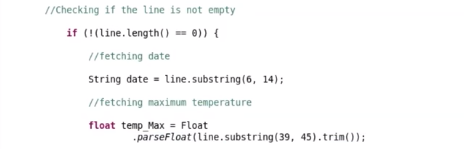 //Checking if the line is not empty
if (!(line.length() == 0)) {
//fetching date
String date = line.substring(6, 14);
//fetching maximum temperature
float temp_Max = Float
.parseFloat(line.substring(39, 45).trim());